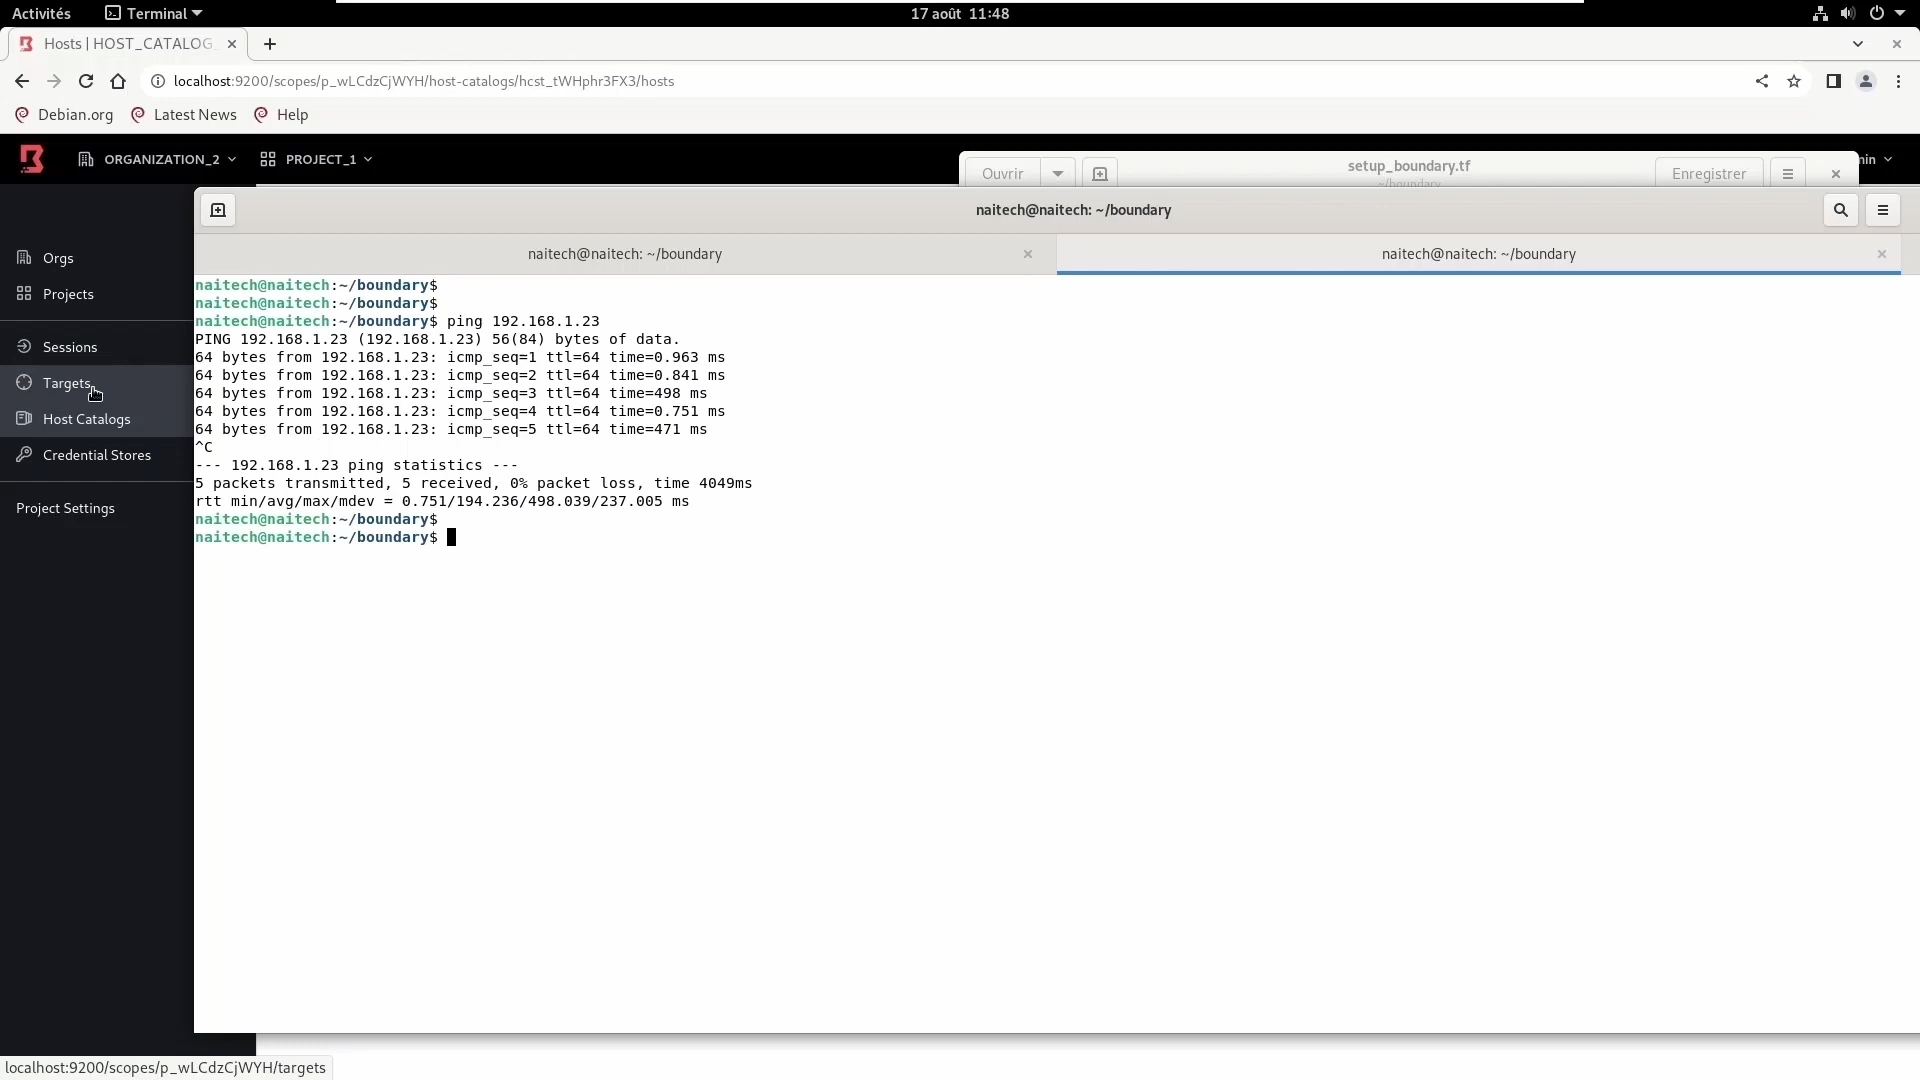 Activités Terminal 17 août 11:48
Hosts | HOST_CATALOG_
localhost:9200/scopes/p_wLCdzCjWYH/host-catalogs/hcst_tWHphr3FX3/hosts
Debian.org Latest News Help
ORGANIZATION_2 PROJECT_1
Ouvrir setup_boundary.tf Enregistrer
~/boundary
naitech@naitech: ~/boundary
naitech@naitech: ~/boundary naitech@naitech: ~/boundary
Orgs
Projects
Sessions
Targets
Host Catalogs
Credential Stores
Project Settings
naitech@naitech:~/boundary$
naitech@naitech:~/boundary$
naitech@naitech:~/boundary$ ping 192.168.1.23
PING 192.168.1.23 (192.168.1.23) 56(84) bytes of data.
64 bytes from 192.168.1.23: icmp_seq=1 ttl=64 time=0.963 ms
64 bytes from 192.168.1.23: icmp_seq=2 ttl=64 time=0.841 ms
64 bytes from 192.168.1.23: icmp_seq=3 ttl=64 time=498 ms
64 bytes from 192.168.1.23: icmp_seq=4 ttl=64 time=0.751 ms
64 bytes from 192.168.1.23: icmp_seq=5 ttl=64 time=471 ms
^C
--- 192.168.1.23 ping statistics ---
5 packets transmitted, 5 received, 0% packet loss, time 4049ms
rtt min/avg/max/mdev = 0.751/194.236/498.039/237.005 ms
naitech@naitech:~/boundary$
naitech@naitech:~/boundary$
localhost:9200/scopes/p_wLCdzCjWYH/targets